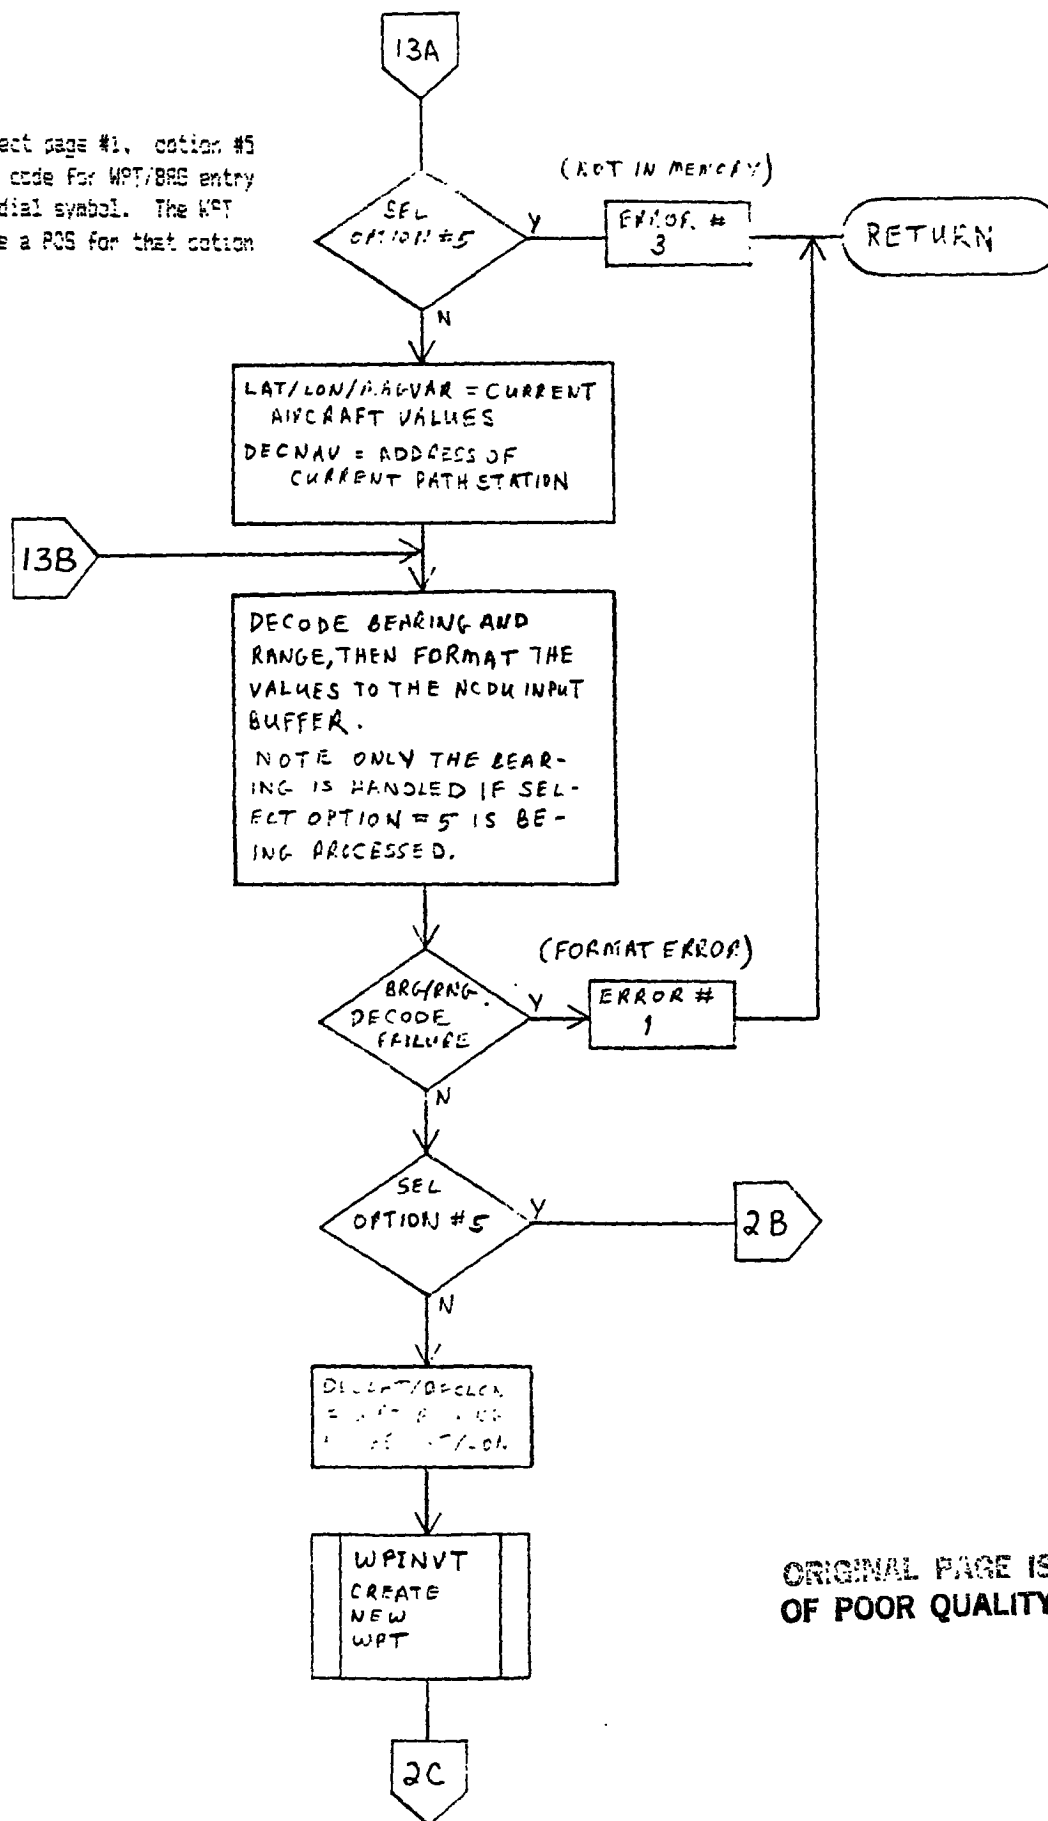 13A
ect page #1. option #5
code for WPT/BRG entry
dial symbol. The WPT
e a POS for that option
(NOT IN MEMORY)
SEL
OPTION #5
Y
ERROR #
3
RETURN
N
LAT/LON/MAGVAR = CURRENT
AIRCRAFT VALUES
DECNAV = ADDRESS OF
CURRENT PATH STATION
13B
DECODE BEARING AND
RANGE, THEN FORMAT THE
VALUES TO THE NCDU INPUT
BUFFER.
NOTE ONLY THE BEAR-
ING IS HANDLED IF SEL-
ECT OPTION #5 IS BE-
ING PROCESSED.
(FORMAT ERROR)
BRG/RNG
DECODE
FAILURE
Y
ERROR #
1
N
SEL
OPTION #5
Y
2B
N
DECLAT/DECLON
WPINVT
CREATE
NEW
WPT
ORIGINAL PAGE IS
OF POOR QUALITY
2C